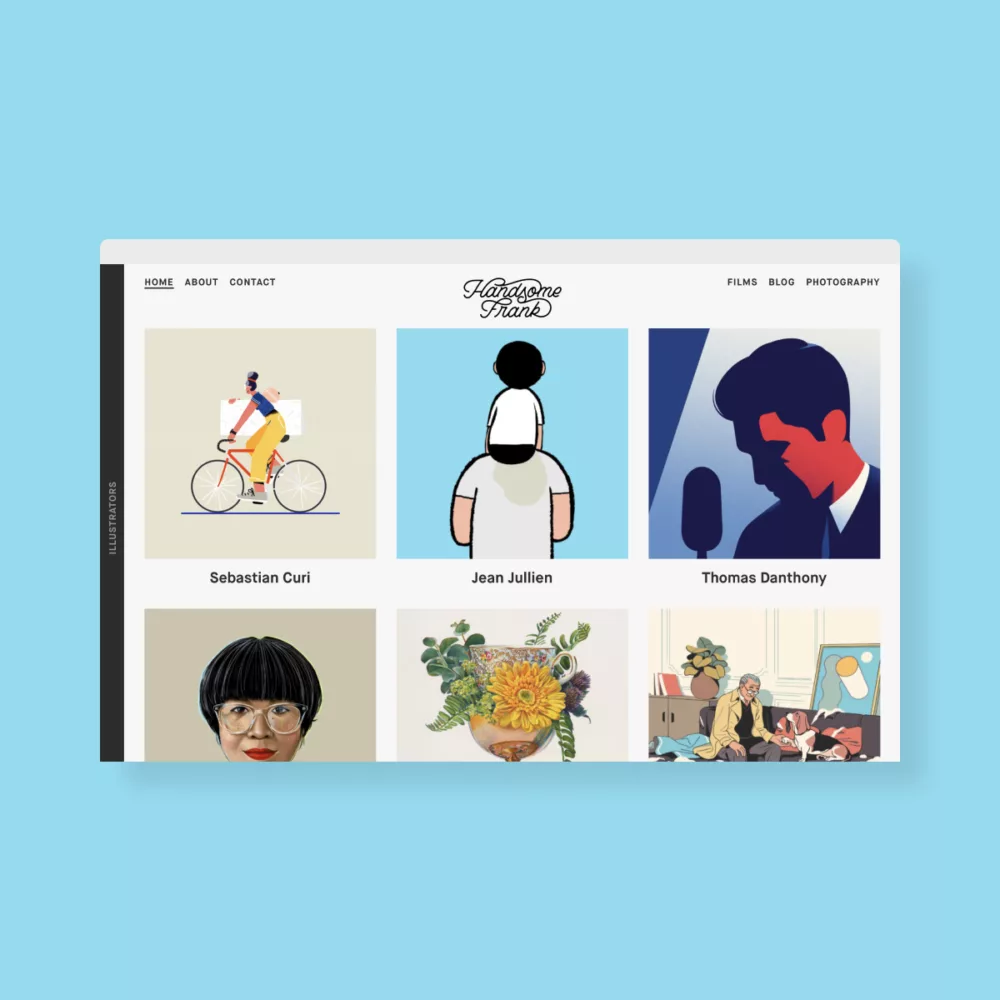 HOME ABOUT CONTACT
Handsome
Frank
FILMS BLOG PHOTOGRAPHY
ILLUSTRATORS
Sebastian Curi
Jean Jullien
Thomas Danthony